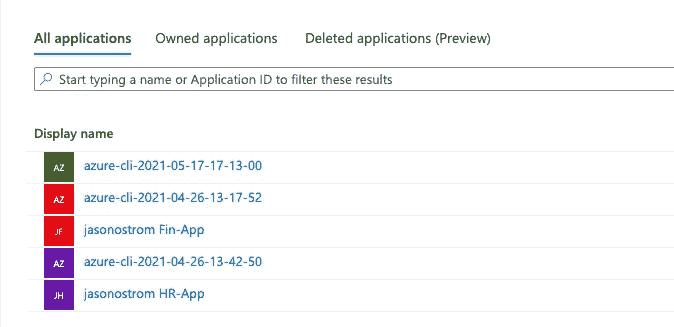 All applications Owned applications Deleted applications (Preview)
Start typing a name or Application ID to filter these results
Display name
AZ azure-cli-2021-05-17-17-13-00
AZ azure-cli-2021-04-26-13-17-52
JF jasonostrom Fin-App
AZ azure-cli-2021-04-26-13-42-50
JH jasonostrom HR-App